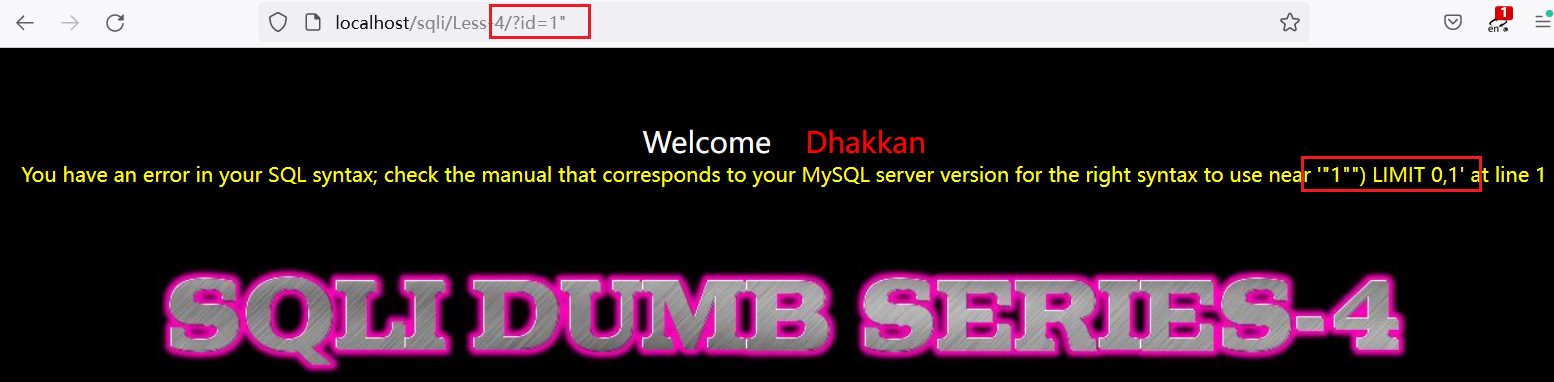 localhost/sqli/Less-4/?id=1"
1
en
Welcome Dhakkan
You have an error in your SQL syntax; check the manual that corresponds to your MySQL server version for the right syntax to use near '"1"") LIMIT 0,1' at line 1
SQLI DUMB SERIES-4